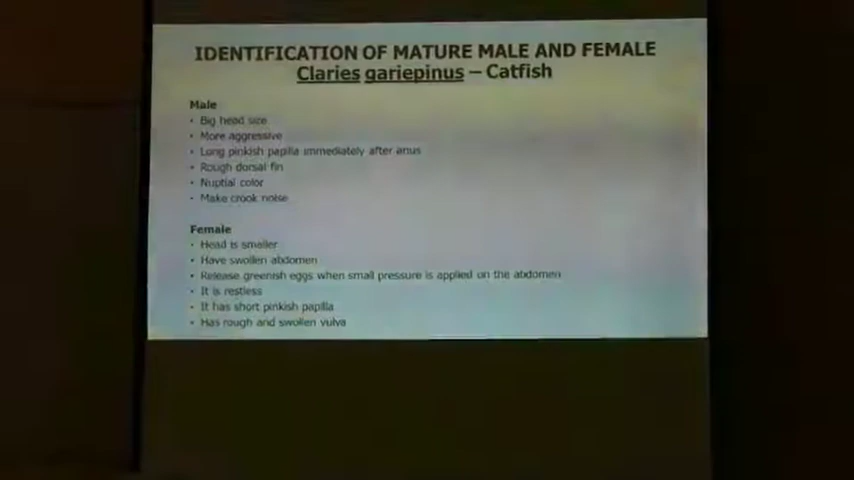 IDENTIFICATION OF MATURE MALE AND FEMALE
Claries gariepinus – Catfish
Male
• Big head size
• More aggressive
• Long pinkish papilla immediately after anus
• Rough dorsal fin
• Nuptial color
• Make crook noise
Female
• Head is smaller
• Have swollen abdomen
• Release greenish eggs when small pressure is applied on the abdomen
• It is restless
• It has short pinkish papilla
• Has rough and swollen vulva